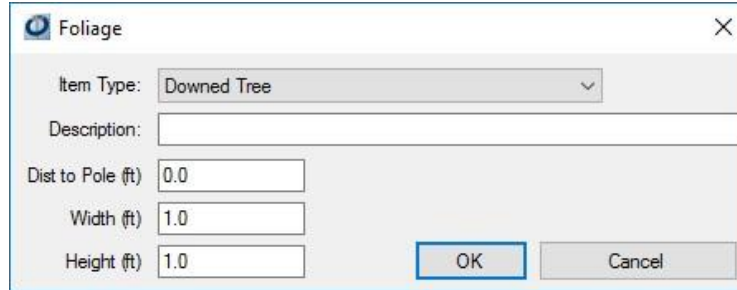 Foliage
Item Type: Downed Tree
Description:
Dist to Pole (ft) 0.0
Width (ft) 1.0
Height (ft) 1.0
OK Cancel